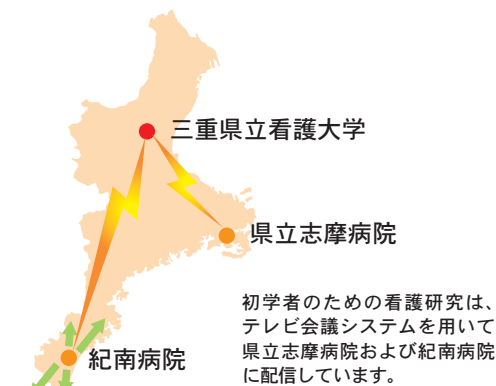 三重県立看護大学
県立志摩病院
初学者のための看護研究は、
テレビ会議システムを用いて
県立志摩病院および紀南病院
に配信しています。
紀南病院